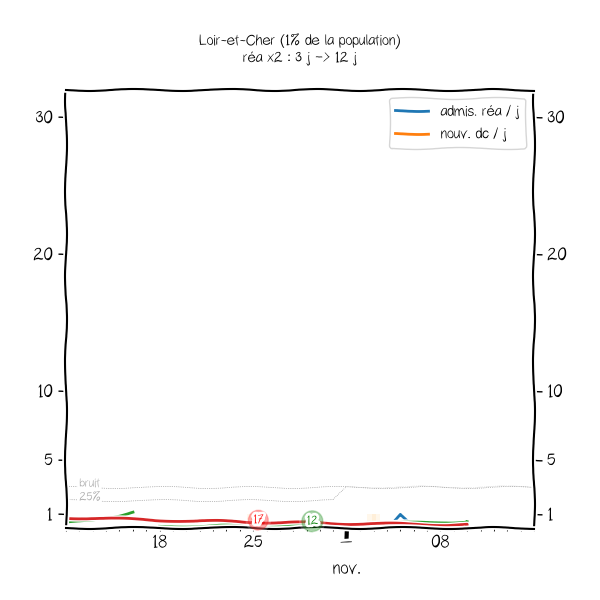 Loir-et-Cher (1% de la population)
réa x2 : 3 j -> 12 j
admis. réa / j
nouv. dc / j
30
30
20
20
10
10
5
5
bruit
25%
1
17
12
1
18
25
1
08
nov.